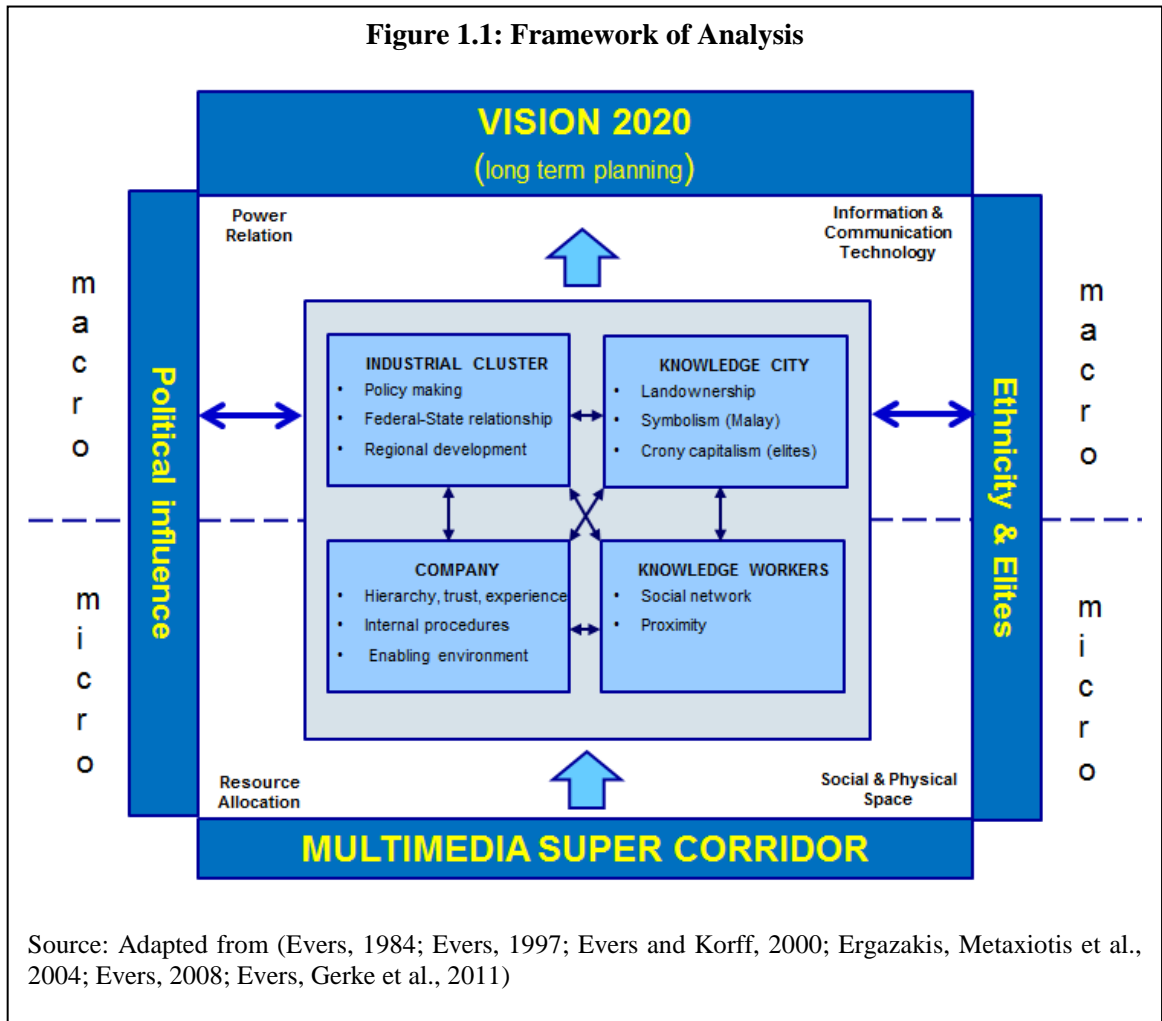 Figure 1.1: Framework of Analysis
VISION 2020
(long term planning)
Power
Relation
Information &
Communication
Technology
macro
Political influence
micro
INDUSTRIAL CLUSTER
• Policy making
• Federal-State relationship
• Regional development
KNOWLEDGE CITY
• Landownership
• Symbolism (Malay)
• Crony capitalism (elites)
COMPANY
• Hierarchy, trust, experience
• Internal procedures
• Enabling environment
KNOWLEDGE WORKERS
• Social network
• Proximity
Ethnicity & Elites
macro
micro
Resource
Allocation
Social & Physical
Space
MULTIMEDIA SUPER CORRIDOR
Source: Adapted from (Evers, 1984; Evers, 1997; Evers and Korff, 2000; Ergazakis, Metaxiotis et al.,
2004; Evers, 2008; Evers, Gerke et al., 2011)